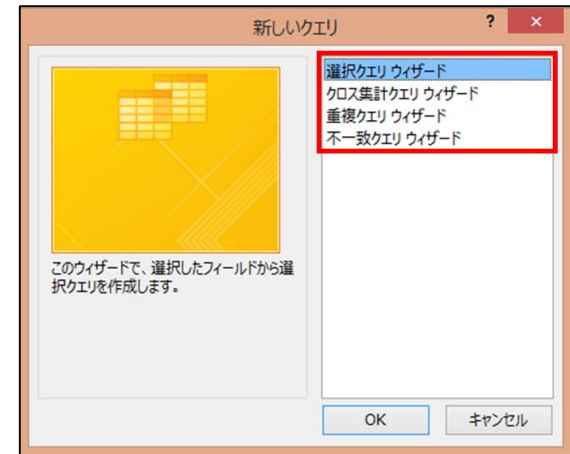 新しいクエリ
? ×
選択クエリ ウィザード
クロス集計クエリ ウィザード
重複クエリ ウィザード
不一致クエリ ウィザード
このウィザードで、選択したフィールドから選
択クエリを作成します。
OK
キャンセル